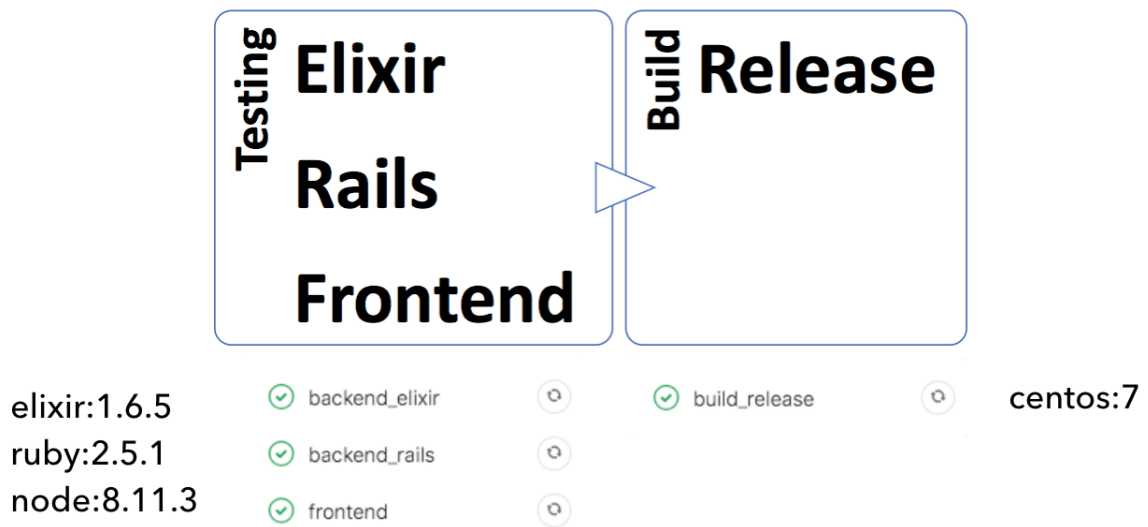 Testing
Elixir
Rails
Frontend
Build
Release
elixir:1.6.5
ruby:2.5.1
node:8.11.3
backend_elixir
backend_rails
frontend
build_release
centos:7